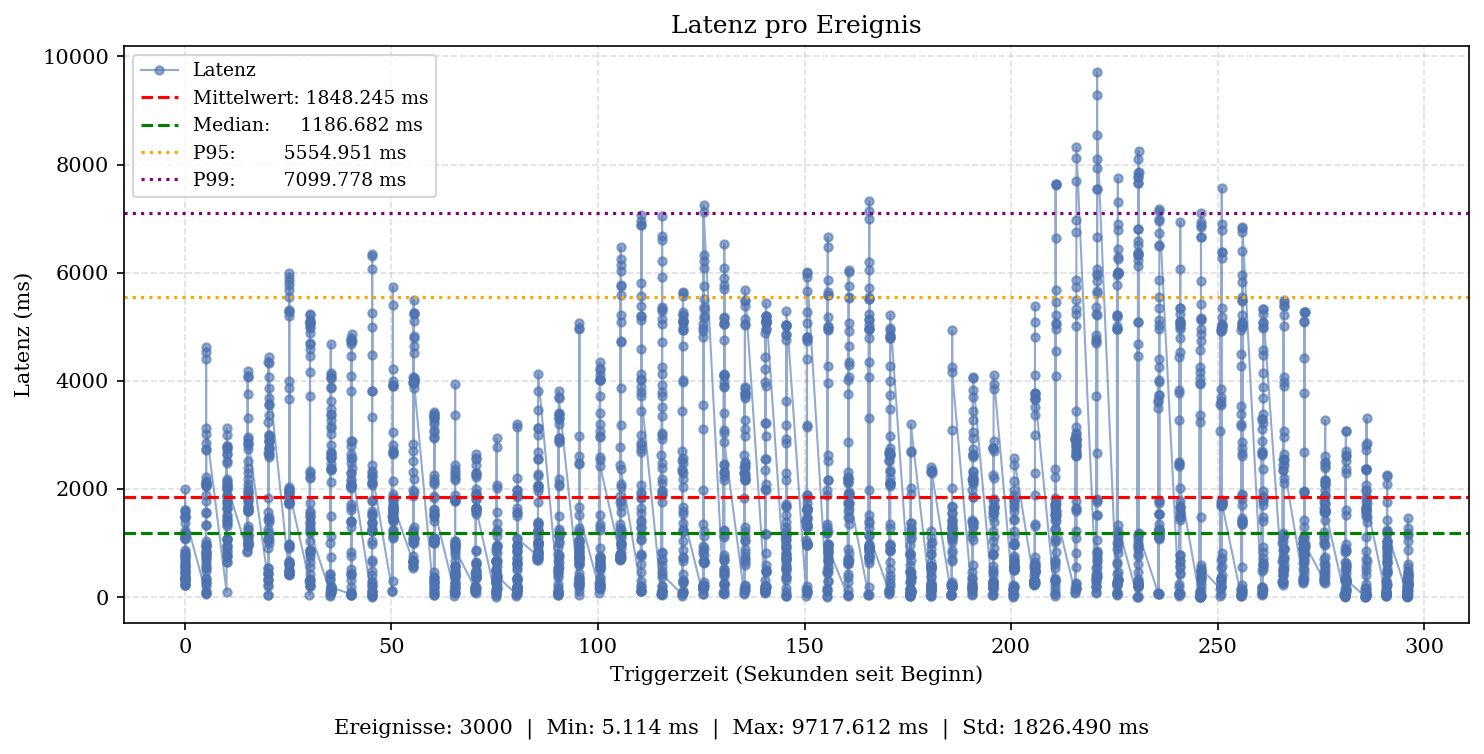 Latenz pro Ereignis
10000
8000
6000
4000
2000
0
Latenz (ms)
Latenz
Mittelwert: 1848.245 ms
Median: 1186.682 ms
P95: 5554.951 ms
P99: 7099.778 ms
0 50 100 150 200 250 300
Triggerzeit (Sekunden seit Beginn)
Ereignisse: 3000 | Min: 5.114 ms | Max: 9717.612 ms | Std: 1826.490 ms